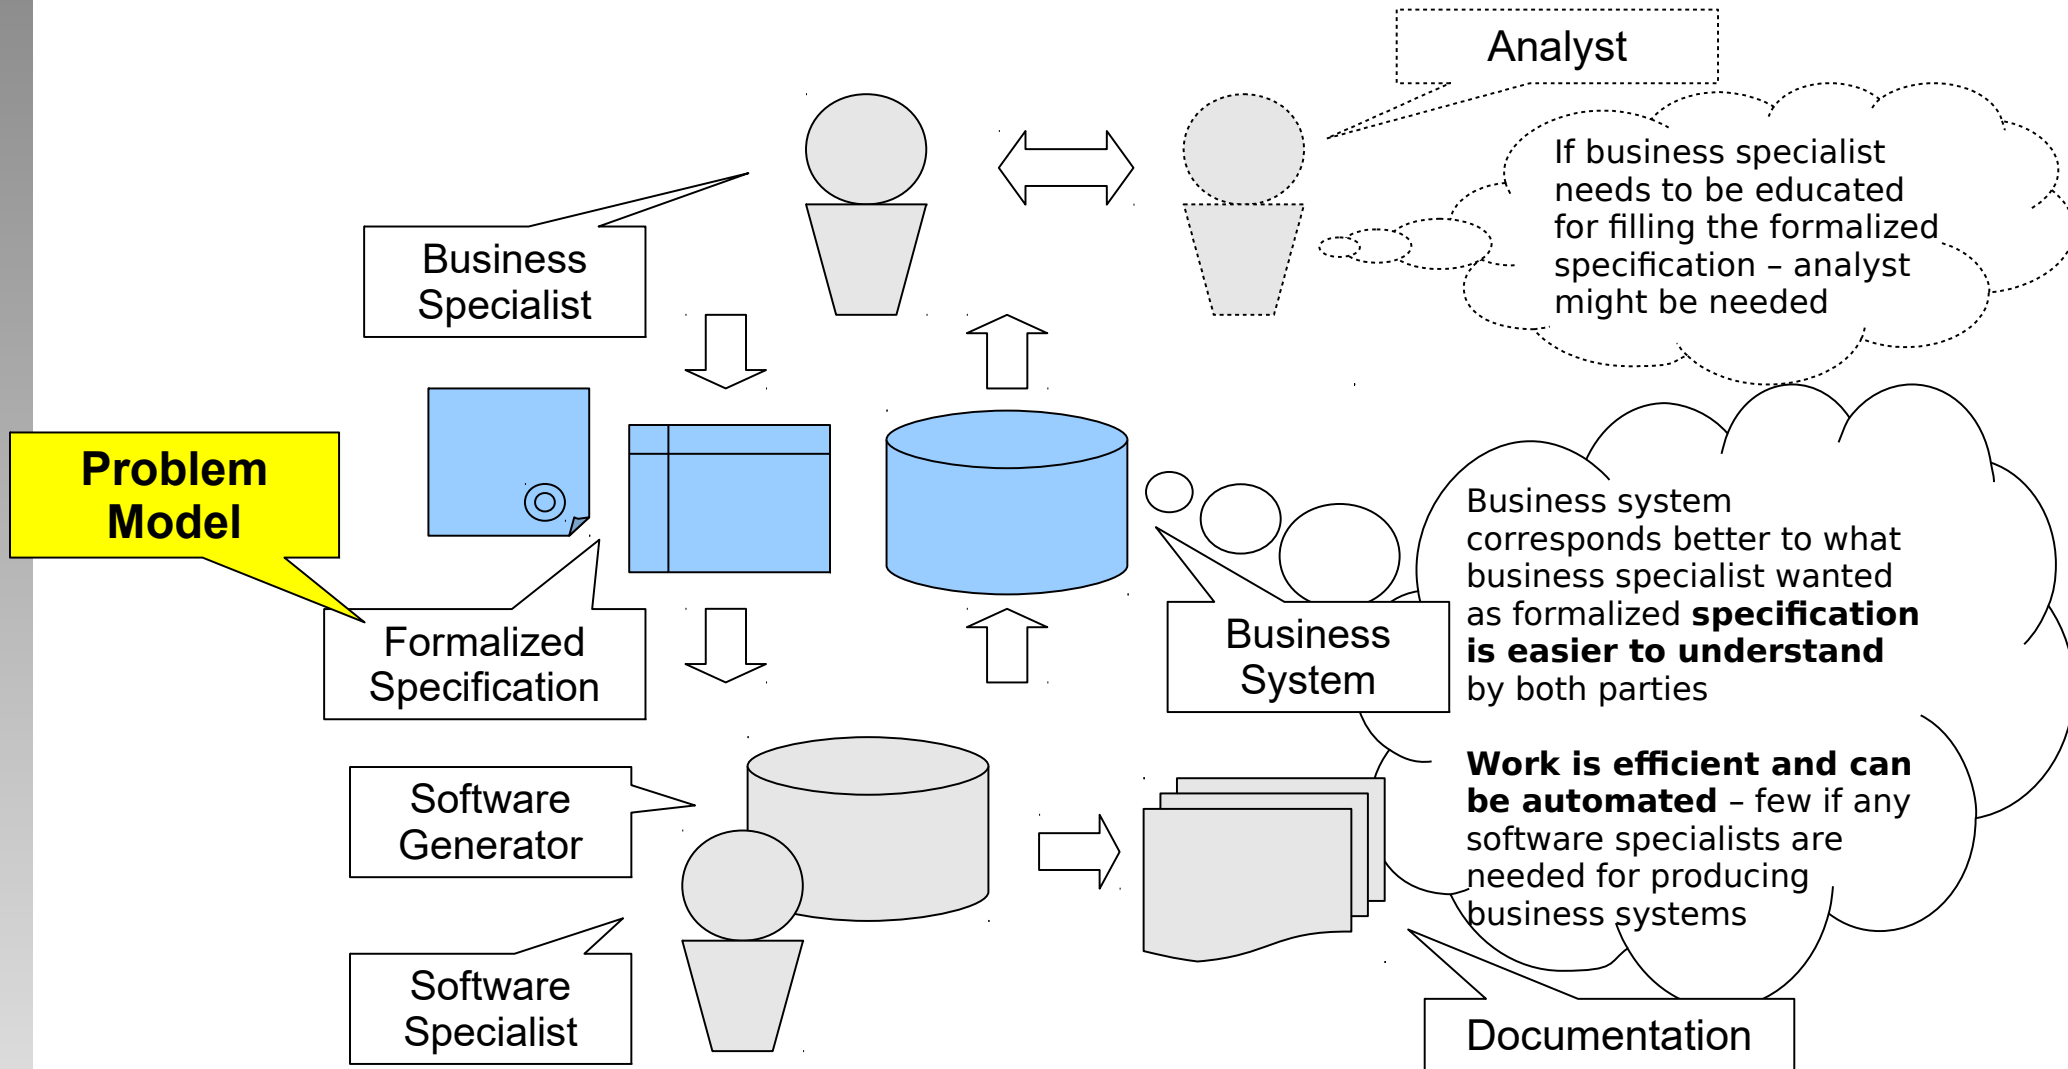 Analyst
If business specialist
needs to be educated
for filling the formalized
specification – analyst
might be needed
Business
Specialist
Problem
Model
Formalized
Specification
Business
System
Business system
corresponds better to what
business specialist wanted
as formalized specification
is easier to understand
by both parties
Work is efficient and can
be automated – few if any
software specialists are
needed for producing
business systems
Software
Generator
Software
Specialist
Documentation